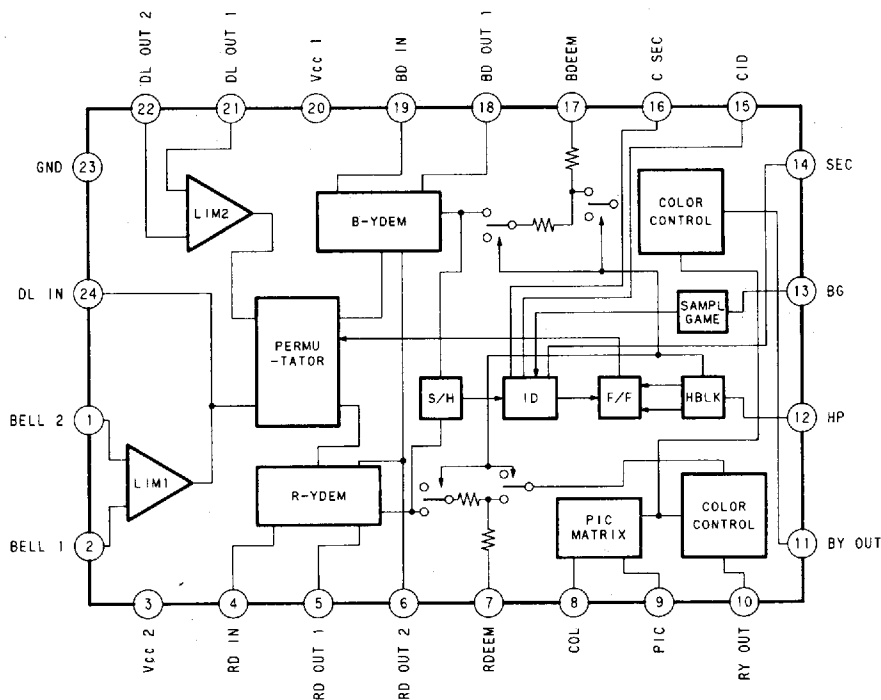 DL OUT 2
DL OUT 1
Vcc 1
BD IN
BD OUT 1
BDEEM
C SEC
CID
22
21
20
19
18
17
16
15
GND
23
14
SEC
LIM2
B-YDEM
COLOR
CONTROL
DL IN
24
13
BG
SAMPL
GAME
PERMU
-TATOR
S/H
ID
F/F
HBLK
BELL 2
1
12
HP
LIM1
R-YDEM
PIC
MATRIX
COLOR
CONTROL
BELL 1
2
11
BY OUT
3
4
5
6
7
8
9
10
Vcc 2
RD IN
RD OUT 1
RD OUT 2
RDEEM
COL
PIC
RY OUT